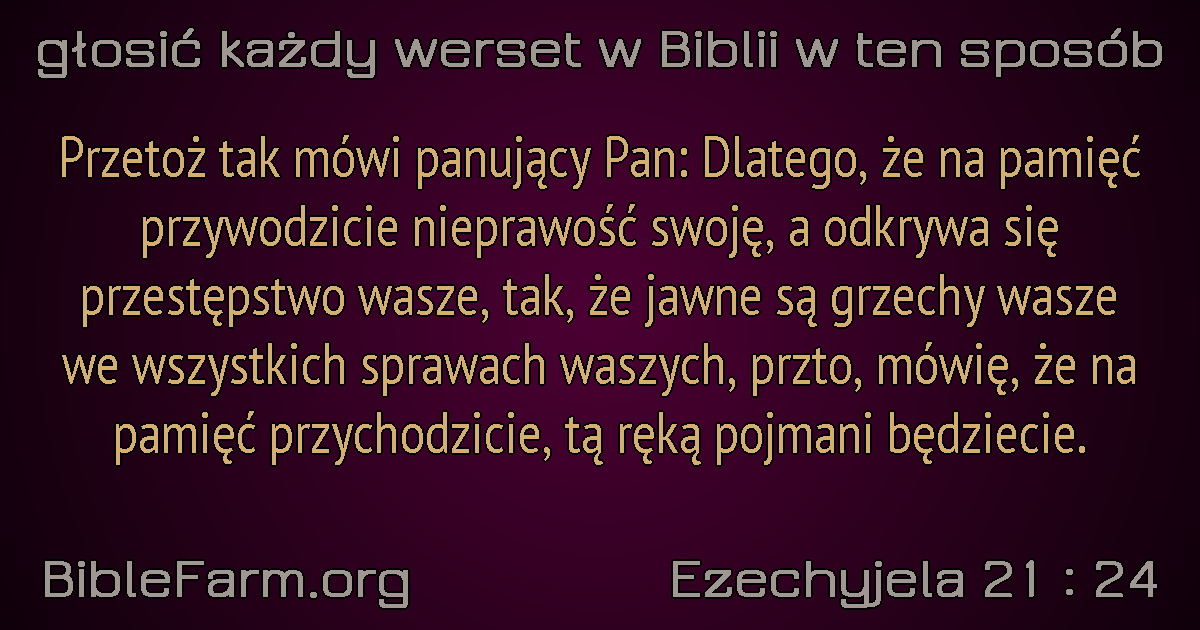 głosić każdy werset w Biblii w ten sposób
Przetoż tak mówi panujący Pan: Dlatego, że na pamięć
przywodzicie nieprawość swoję, a odkrywa się
przestępstwo wasze, tak, że jawne są grzechy wasze
we wszystkich sprawach waszych, przto, mówię, że na
pamięć przychodzicie, tą ręką pojmani będziecie.
BibleFarm.org
Ezechyjela 21 : 24